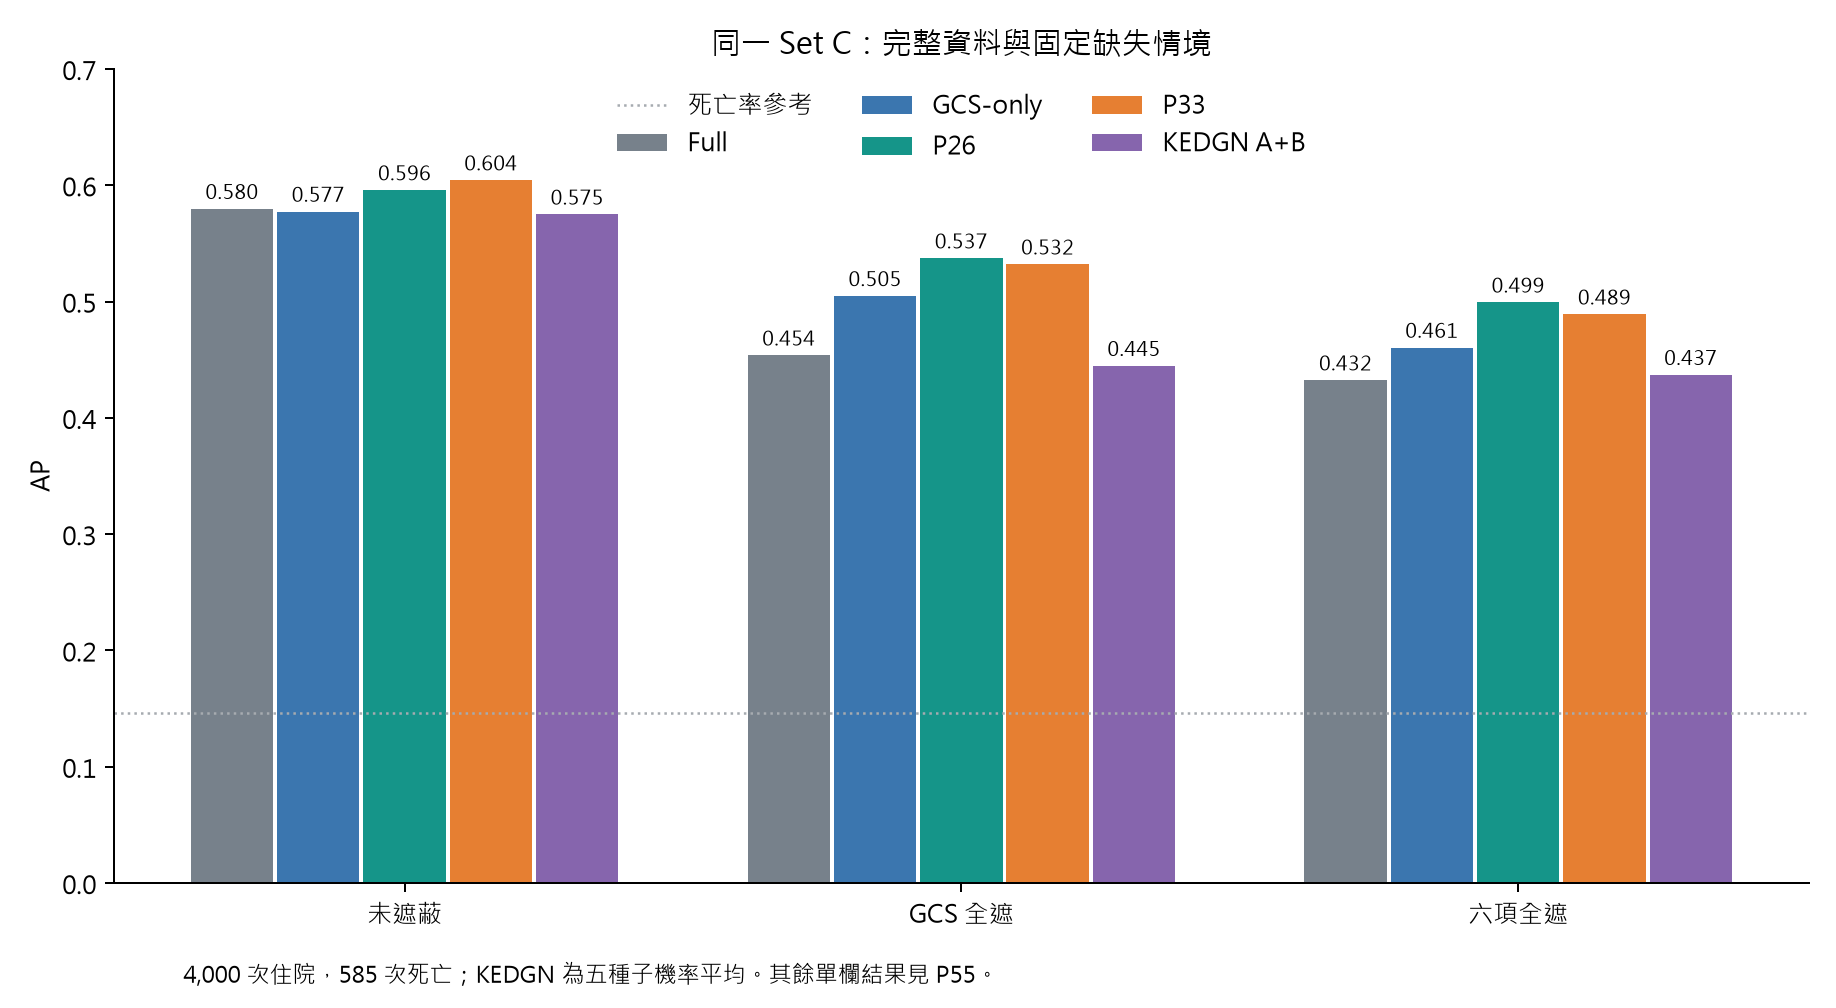 同一 Set C：完整資料與固定缺失情境
死亡率參考
Full
GCS-only
P26
P33
KEDGN A+B
AP
0.7
0.6
0.5
0.4
0.3
0.2
0.1
0.0
0.580
0.577
0.596
0.604
0.575
0.454
0.505
0.537
0.532
0.445
0.432
0.461
0.499
0.489
0.437
未遮蔽
GCS 全遮
六項全遮
4,000 次住院，585 次死亡；KEDGN 為五種子機率平均。其餘單欄結果見 P55。